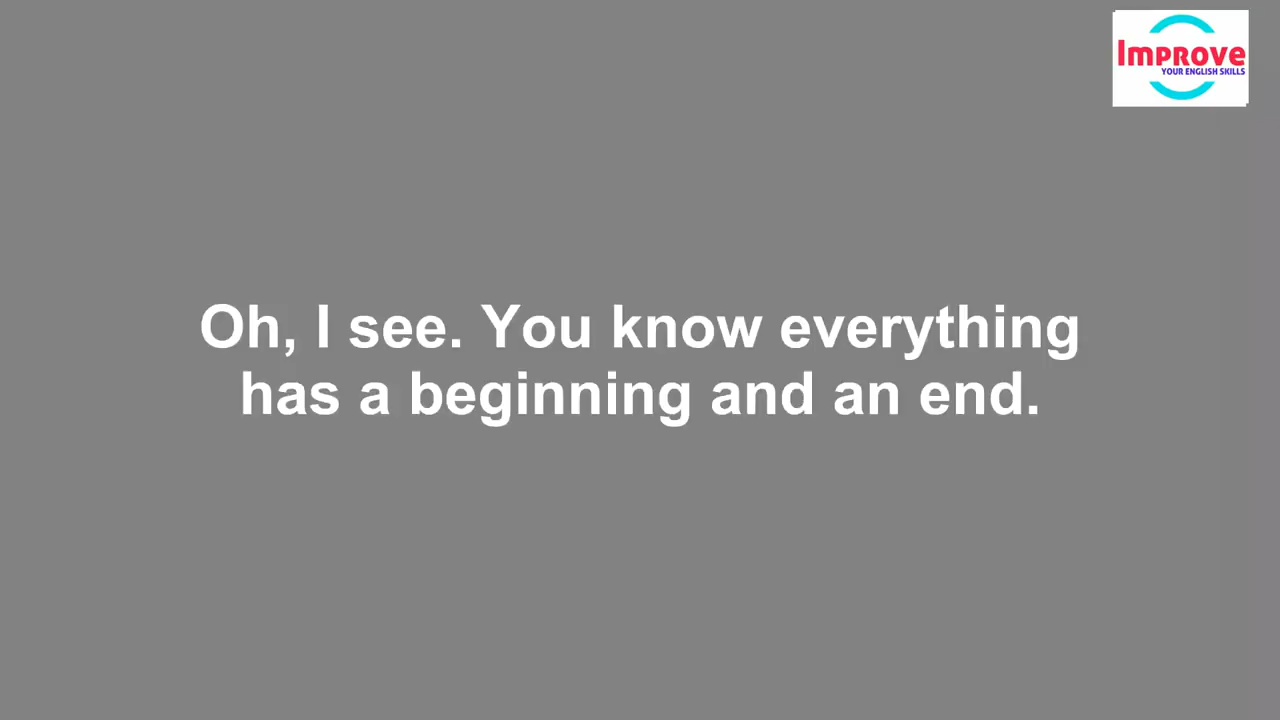 Improve
YOUR ENGLISH SKILLS
Oh, I see. You know everything
has a beginning and an end.